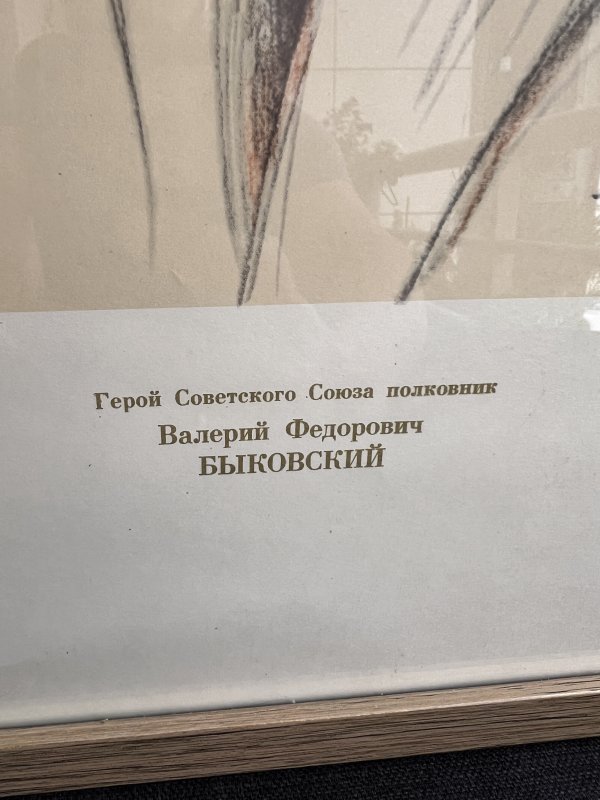 Герой Советского Союза полковник
Валерий Федорович
БЫКОВСКИЙ